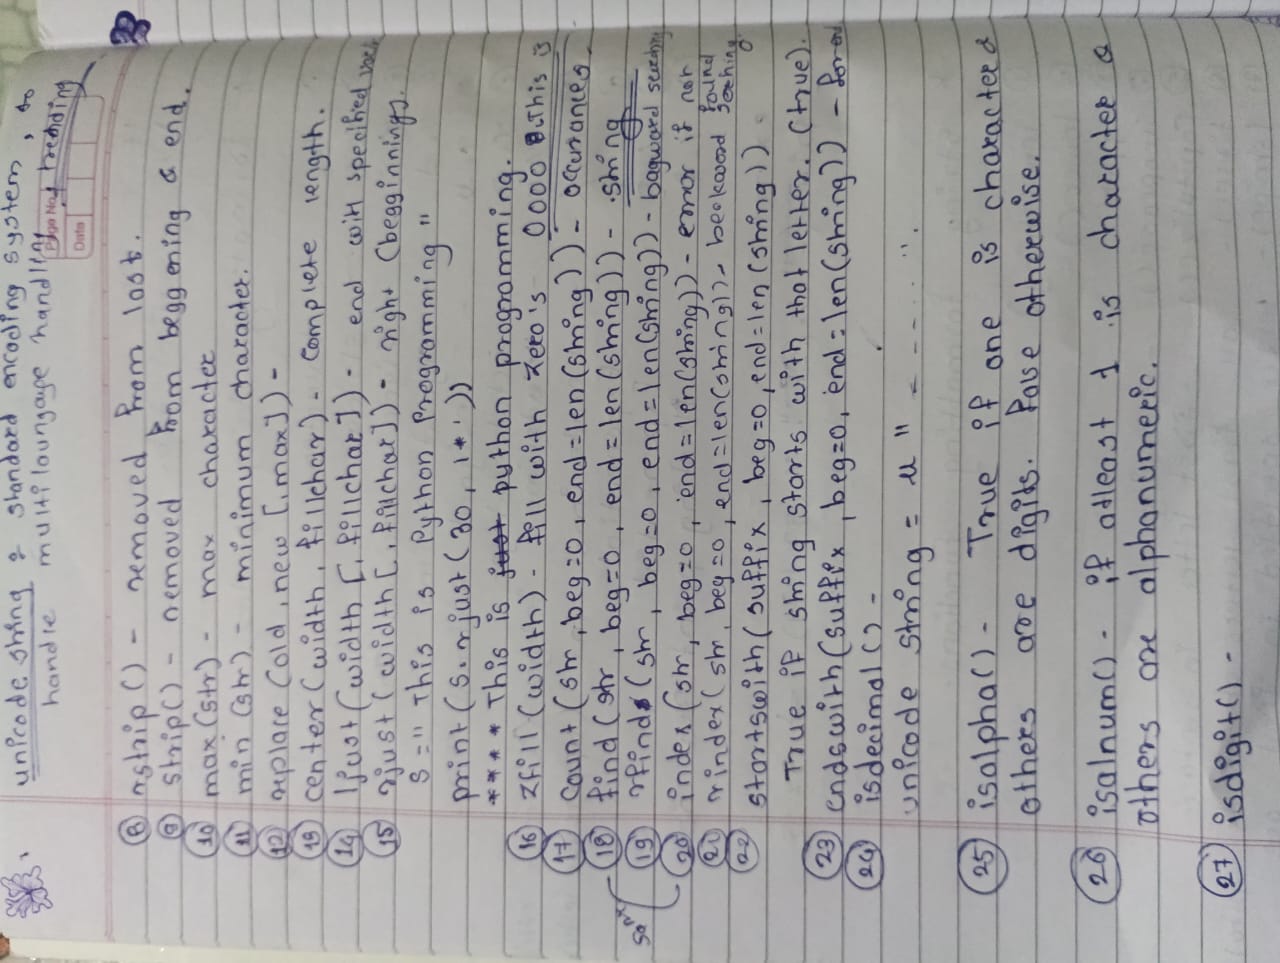 unicode string : standard encoding system, to
handle multiloungage handling & treading
Page No.
Date
⑧ rstrip() - removed from last.
⑨ strip() - removed from beggening & end.
⑩ max(str) - max character
⑪ min (str) - minimum character.
⑫ replace (old, new [, max]) -
⑬ center(width, fillchar) - complete length.
⑭ ljust(width [, fillchar]) - end with specified
⑮ rjust(width[, fillchar]) - right (begginnings.
S = " This is Python Programming "
print (S. rjust (30, '*'))
**** This is just python programming.
⑯ zfill(width) - fill with zero's 0000 This is
⑰ count (str, beg=0, end=len(string)) - occurances.
⑱ find (str, beg=0, end=len(string)) - string
same
⑲ rfind (str, beg=0, end=len(string)) - bagward seaching
⑳ index (str, beg=0, end=len(string)) - error if not found
㉑ rindex (str, beg=0, end=len(string)) - beckword seehing.
㉒ startswith(suffix, beg=0, end=len(string))
True if string starts with that letter. (true).
㉓ endswith(suffix, beg=0, end=len(string)) - for end
㉔ isdecimal() -
unicode string = u " - - - .... ".
㉕ isalpha() - True if one is character &
others are digits. False otherwise.
㉖ isalnum() - if atleast 1 is character &
others are alphanumeric.
㉗ isdigit() -